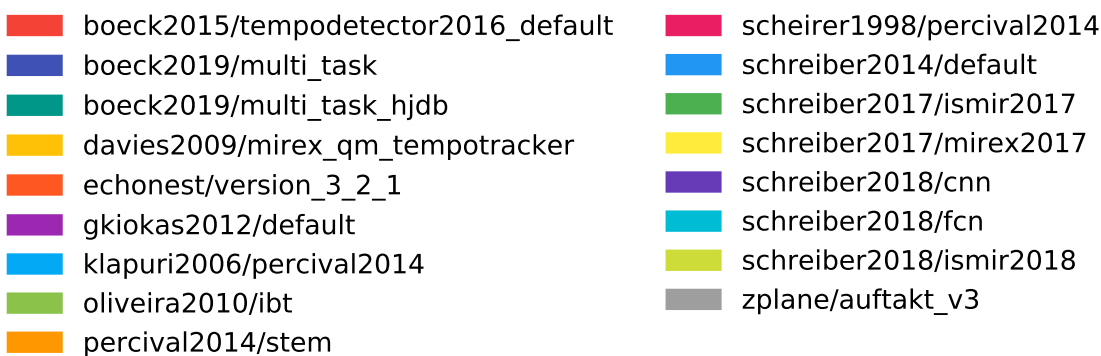 boeck2015/tempodetector2016_default
boeck2019/multi_task
boeck2019/multi_task_hjdb
davies2009/mirex_qm_tempotracker
echonest/version_3_2_1
gkiokas2012/default
klapuri2006/percival2014
oliveira2010/ibt
percival2014/stem
scheirer1998/percival2014
schreiber2014/default
schreiber2017/ismir2017
schreiber2017/mirex2017
schreiber2018/cnn
schreiber2018/fcn
schreiber2018/ismir2018
zplane/auftakt_v3